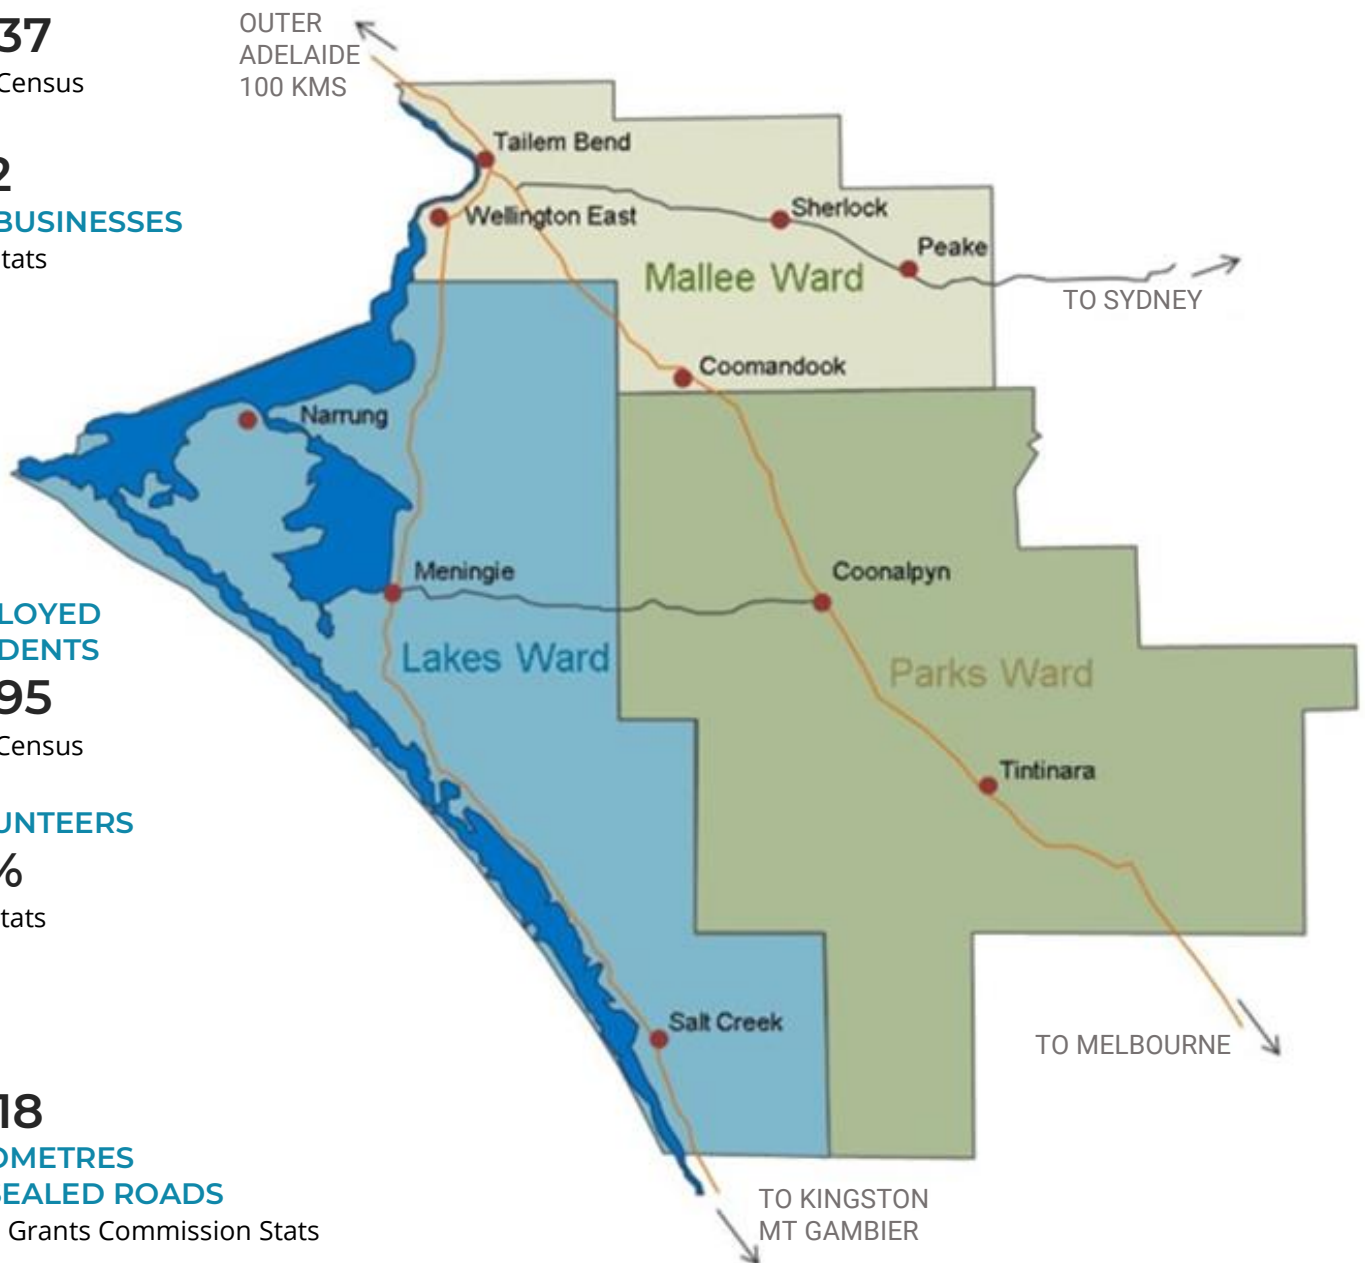 37
Census
2
BUSINESSES
tats
LOYED
DENTS
95
Census
UNTEERS
%
tats
18
OMETRES
SEALED ROADS
Grants Commission Stats
OUTER
ADELAIDE
100 KMS
Tailem Bend
Wellington East
Sherlock
Peake
Mallee Ward
TO SYDNEY
Coomandook
Narrung
Meningie
Coonalpyn
Lakes Ward
Parks Ward
Tintinara
Salt Creek
TO MELBOURNE
TO KINGSTON
MT GAMBIER